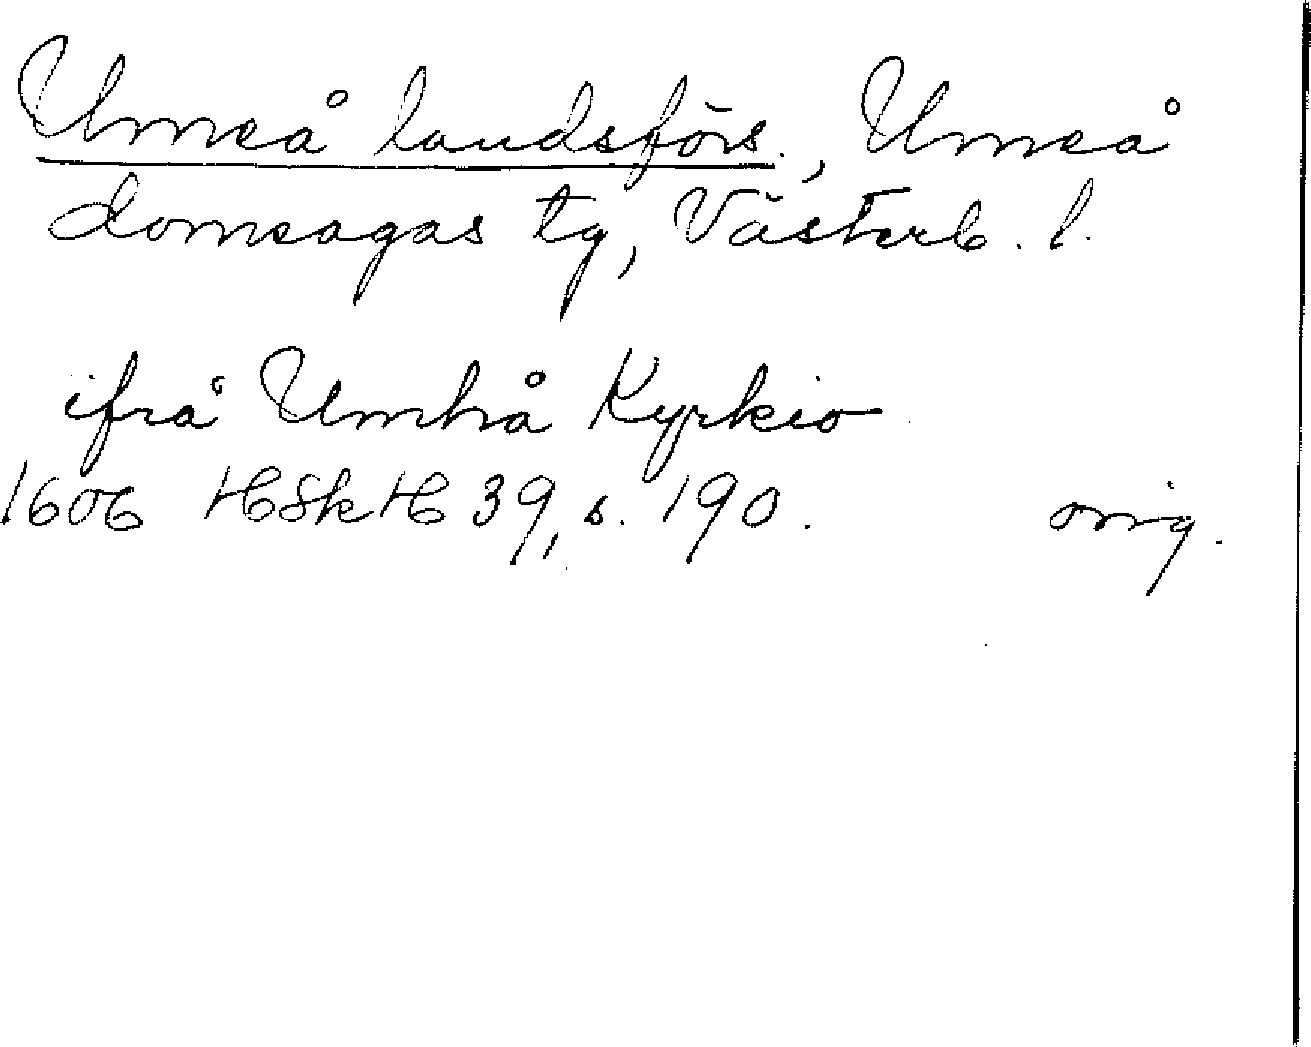 Umeå landsförs., Umeå
domsagas tg, Västerb. l.
ifrå Umhå Kyrkio
1606 HSkH 39, s. 190. orig.